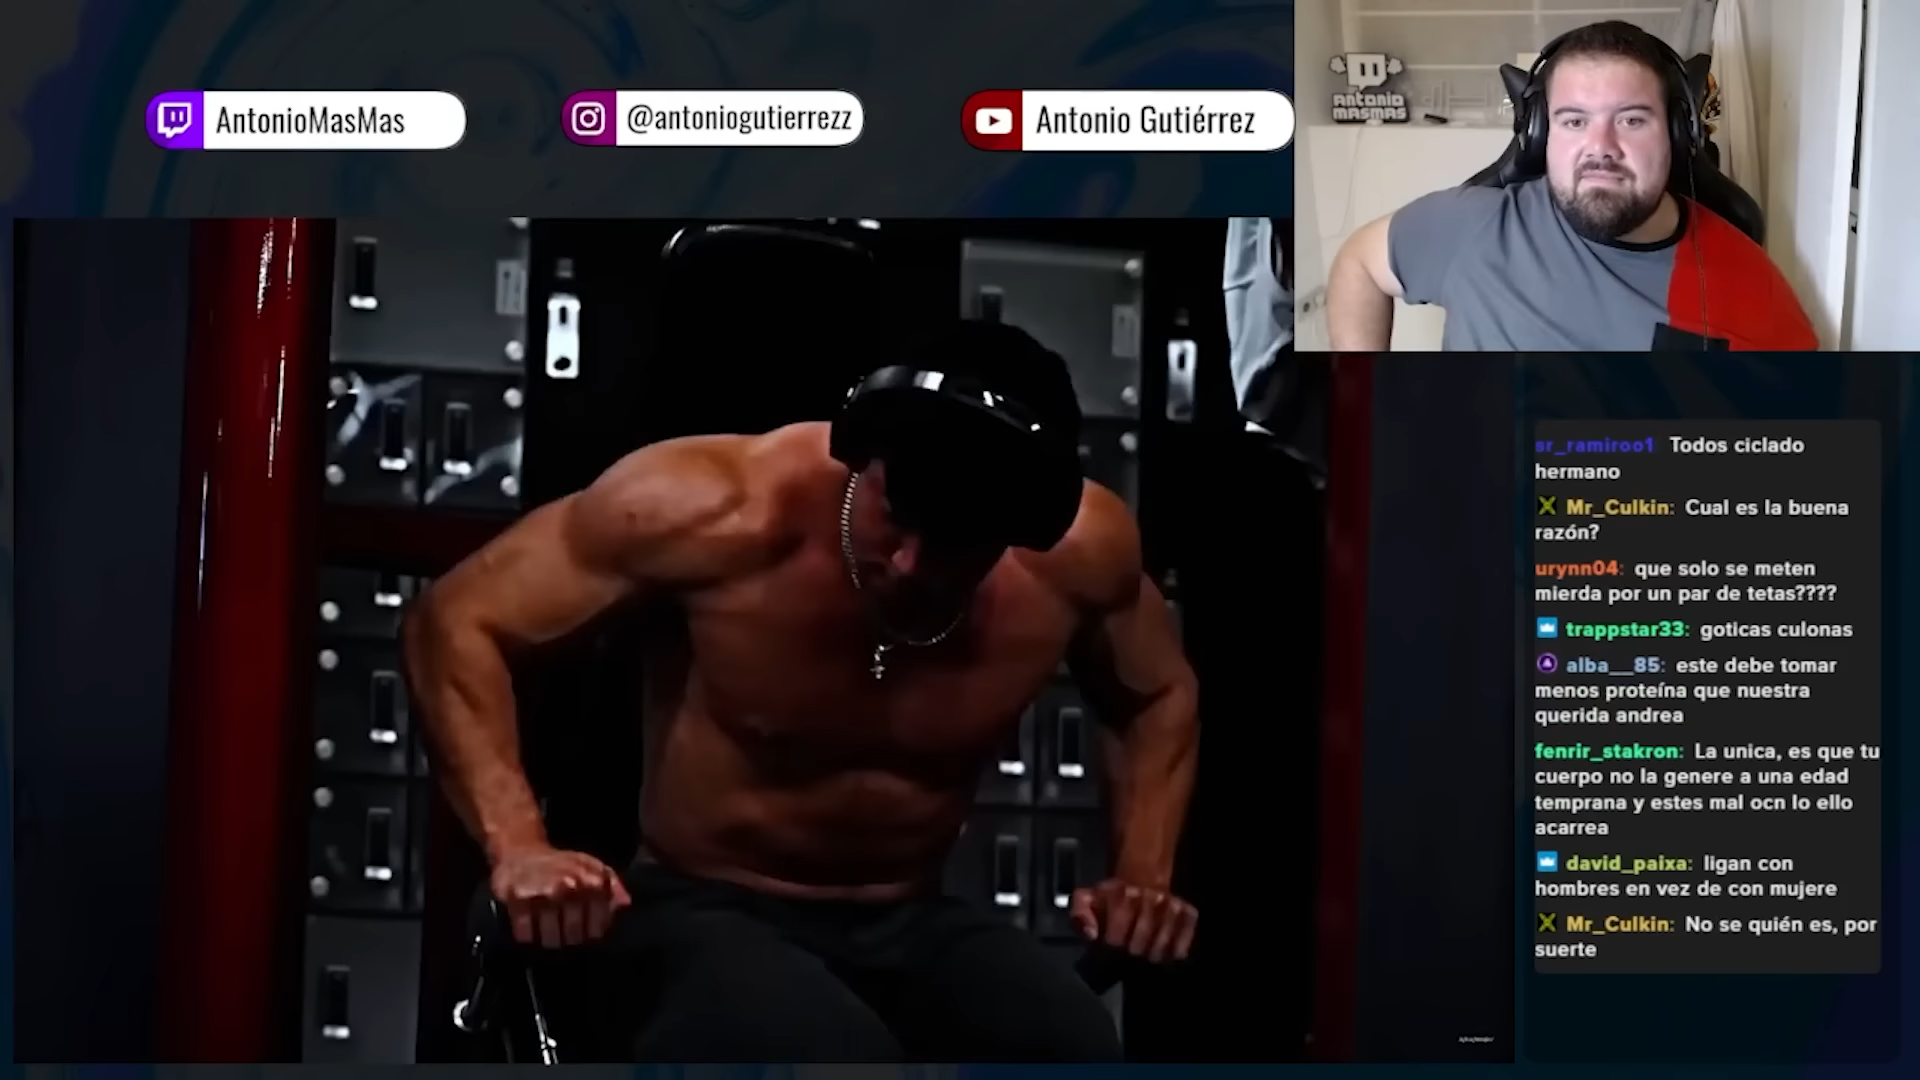 AntonioMasMas
@antoniogutierrezz
Antonio Gutiérrez
Antonio
MASMAS
sr_ramiroo1: Todos ciclado
hermano
Mr_Culkin: Cual es la buena
razón?
urynn04: que solo se meten
mierda por un par de tetas????
trappstar33: goticas culonas
alba__85: este debe tomar
menos proteína que nuestra
querida andrea
fenrir_stakron: La unica, es que tu
cuerpo no la genere a una edad
temprana y estes mal ocn lo ello
acarrea
david_paixa: ligan con
hombres en vez de con mujere
Mr_Culkin: No se quién es, por
suerte